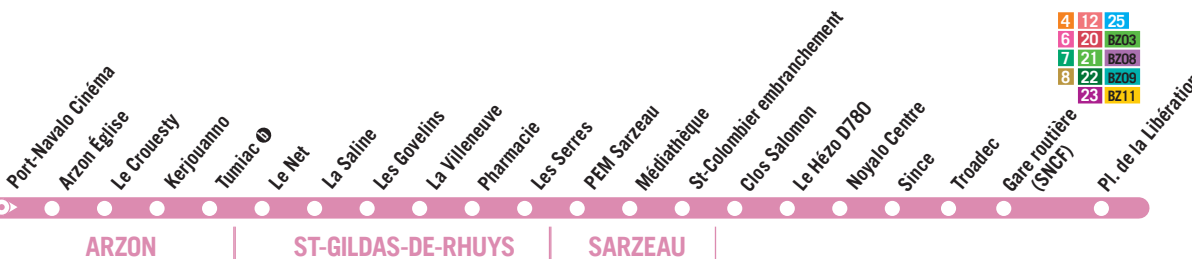 4 12 25
6 20 BZ03
7 21 BZ08
8 22 BZ09
23 BZ11
Port-Navalo Cinéma
Arzon Église
Le Crouesty
Kerjouanno
Tumiac b
Le Net
La Saline
Les Govelins
La Villeneuve
Pharmacie
Les Serres
PEM Sarzeau
Médiathèque
St-Colombier embranchement
Clos Salomon
Le Hézo D780
Noyalo Centre
Since
Troadec
Gare routière
(SNCF)
Pl. de la Libération
ARZON
ST-GILDAS-DE-RHUYS
SARZEAU